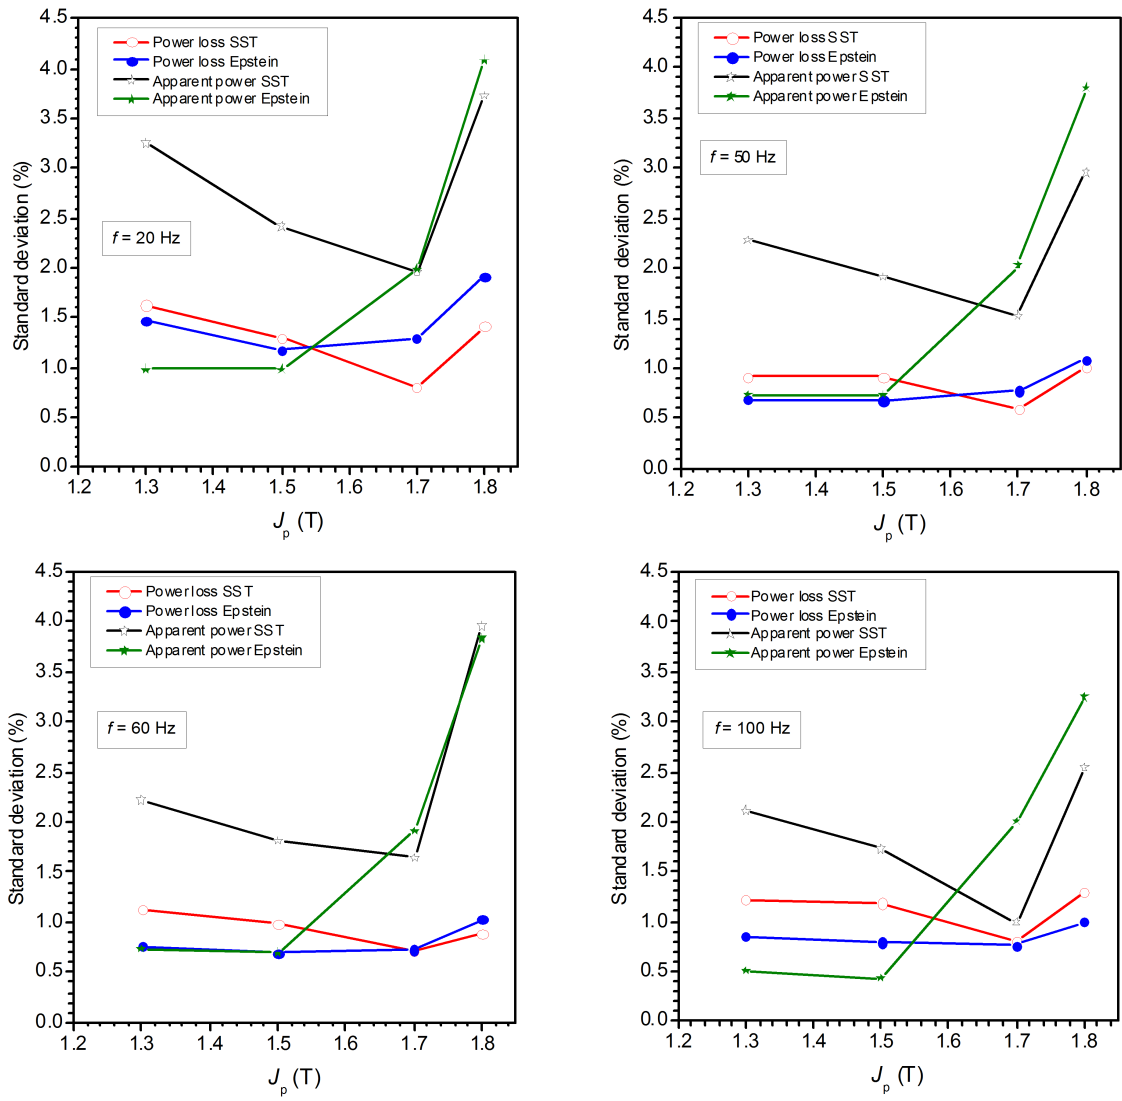 Power loss SST
Power loss Epstein
Apparent power SST
Apparent power Epstein
f = 20 Hz
Standard deviation (%)
4.5
4.0
3.5
3.0
2.5
2.0
1.5
1.0
0.5
0.0
1.2 1.3 1.4 1.5 1.6 1.7 1.8
Jp (T)
Power loss SST
Power loss Epstein
Apparent power SST
Apparent power Epstein
f = 50 Hz
Standard deviation (%)
4.5
4.0
3.5
3.0
2.5
2.0
1.5
1.0
0.5
0.0
1.2 1.3 1.4 1.5 1.6 1.7 1.8
Jp (T)
Power loss SST
Power loss Epstein
Apparent power SST
Apparent power Epstein
f = 60 Hz
Standard deviation (%)
4.5
4.0
3.5
3.0
2.5
2.0
1.5
1.0
0.5
0.0
1.2 1.3 1.4 1.5 1.6 1.7 1.8
Jp (T)
Power loss SST
Power loss Epstein
Apparent power SST
Apparent power Epstein
f = 100 Hz
Standard deviation (%)
4.5
4.0
3.5
3.0
2.5
2.0
1.5
1.0
0.5
0.0
1.2 1.3 1.4 1.5 1.6 1.7 1.8
Jp (T)